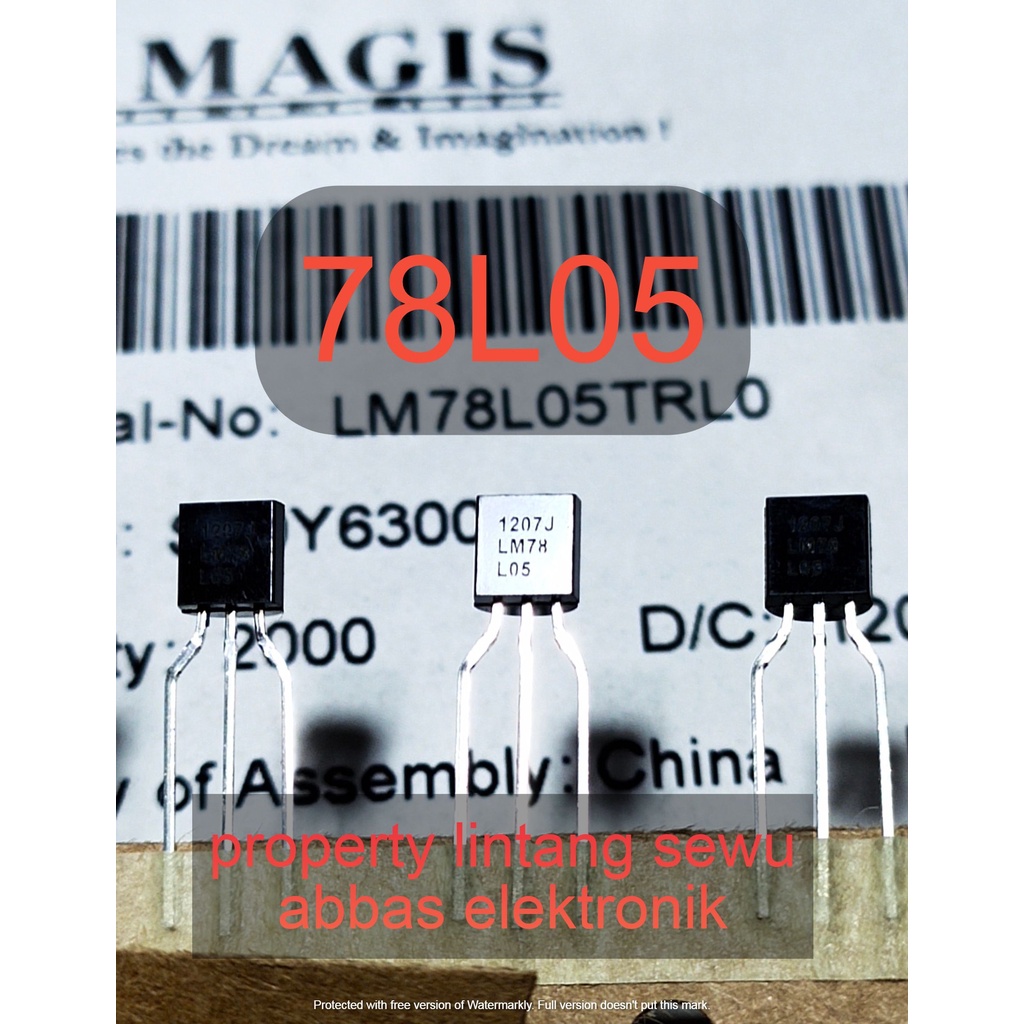 MAGIS
the Dream & Imagination !
78L05
al-No: LM78L05TRL0
Y6300
1207J
LM78
L05
2000
D/C:
of Assembly: China
property lintang sewu
abbas elektronik
Protected with free version of Watermarkly. Full version doesn't put this mark.